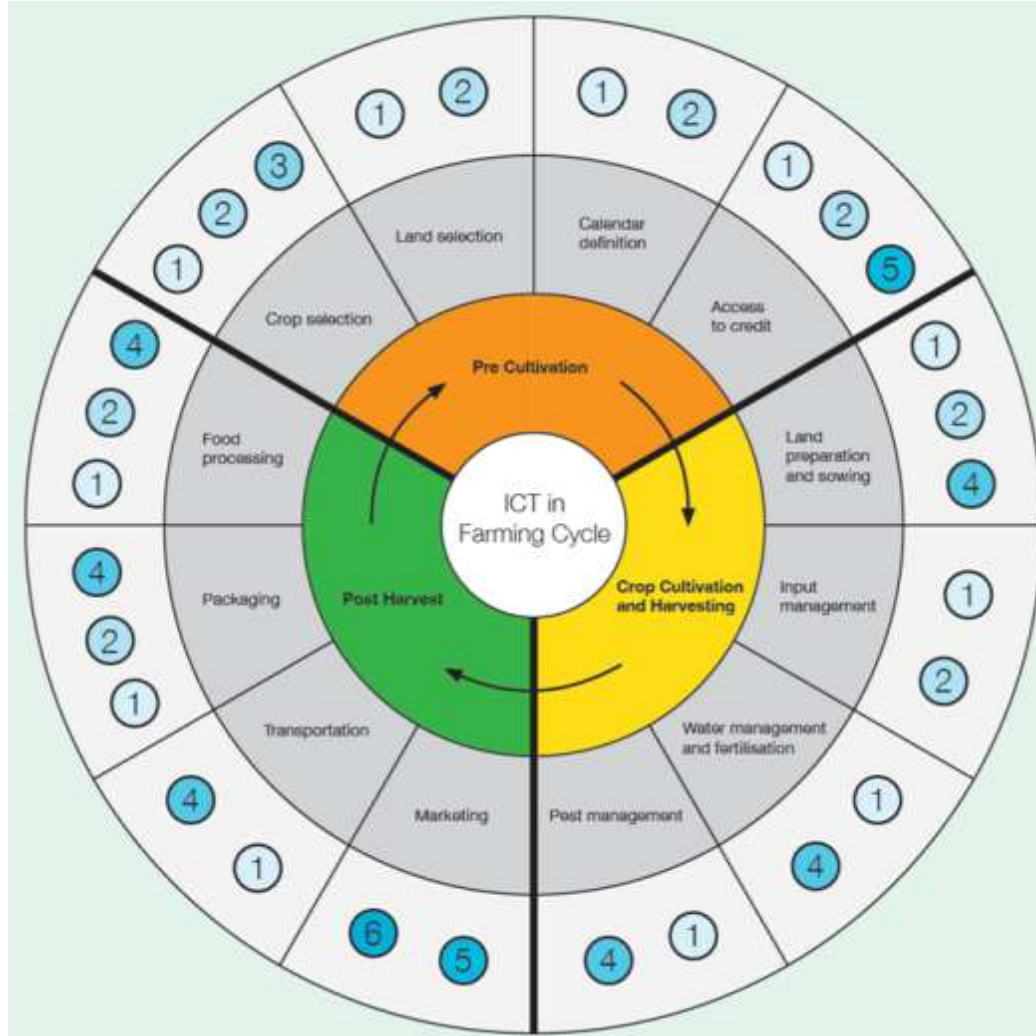 1
2
1
2
3
2
1
1
2
5
Land selection
Calendar
definition
Crop selection
Access
to credit
Pre Cultivation
4
2
1
1
2
4
Food
processing
Land
preparation
and sowing
ICT in
Farming Cycle
4
2
1
Packaging
Post Harvest
Crop Cultivation
and Harvesting
Input
management
1
2
Transportation
Water management
and fertilisation
4
1
1
4
Marketing
Pest management
6
5
4
1